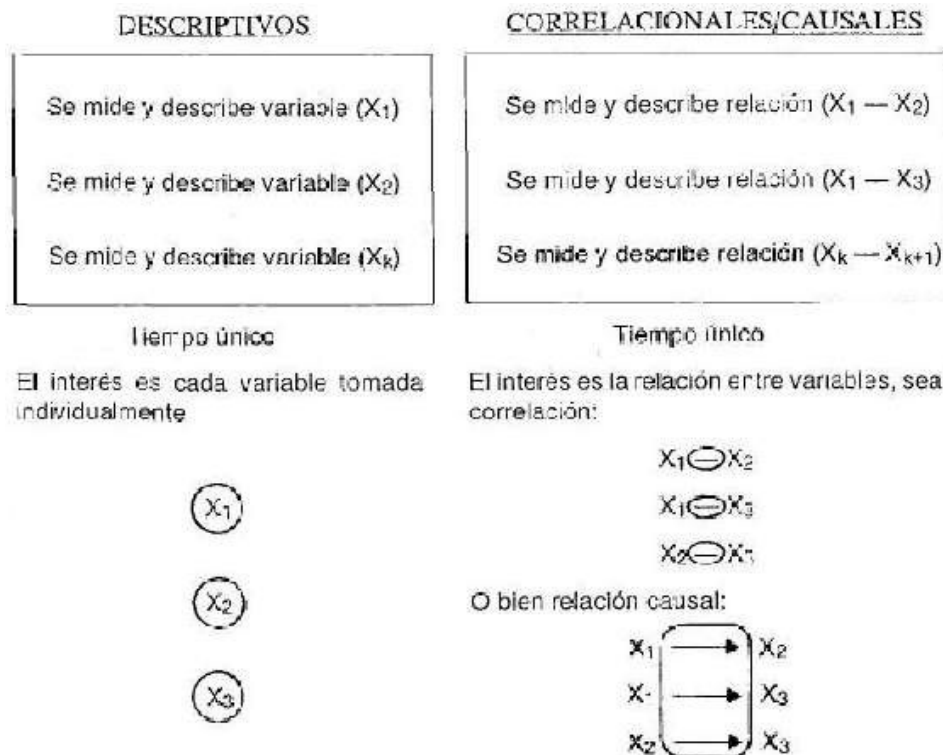 DESCRIPTIVOS
Se mide y describe variable (X₁)
Se mide y describe variable (X₂)
Se mide y describe variable (Xₖ)
Tiempo único
El interés es cada variable tomada
individualmente
X₁
X₂
X₃
CORRELACIONALES/CAUSALES
Se mide y describe relación (X₁ — X₂)
Se mide y describe relación (X₁ — X₃)
Se mide y describe relación (Xₖ — Xₖ₊₁)
Tiempo único
El interés es la relación entre variables, sea
correlación:
X₁ — X₂
X₁ — X₃
X₂ — X₃
O bien relación causal:
X₁ → X₂
X₁ → X₃
X₂ → X₃